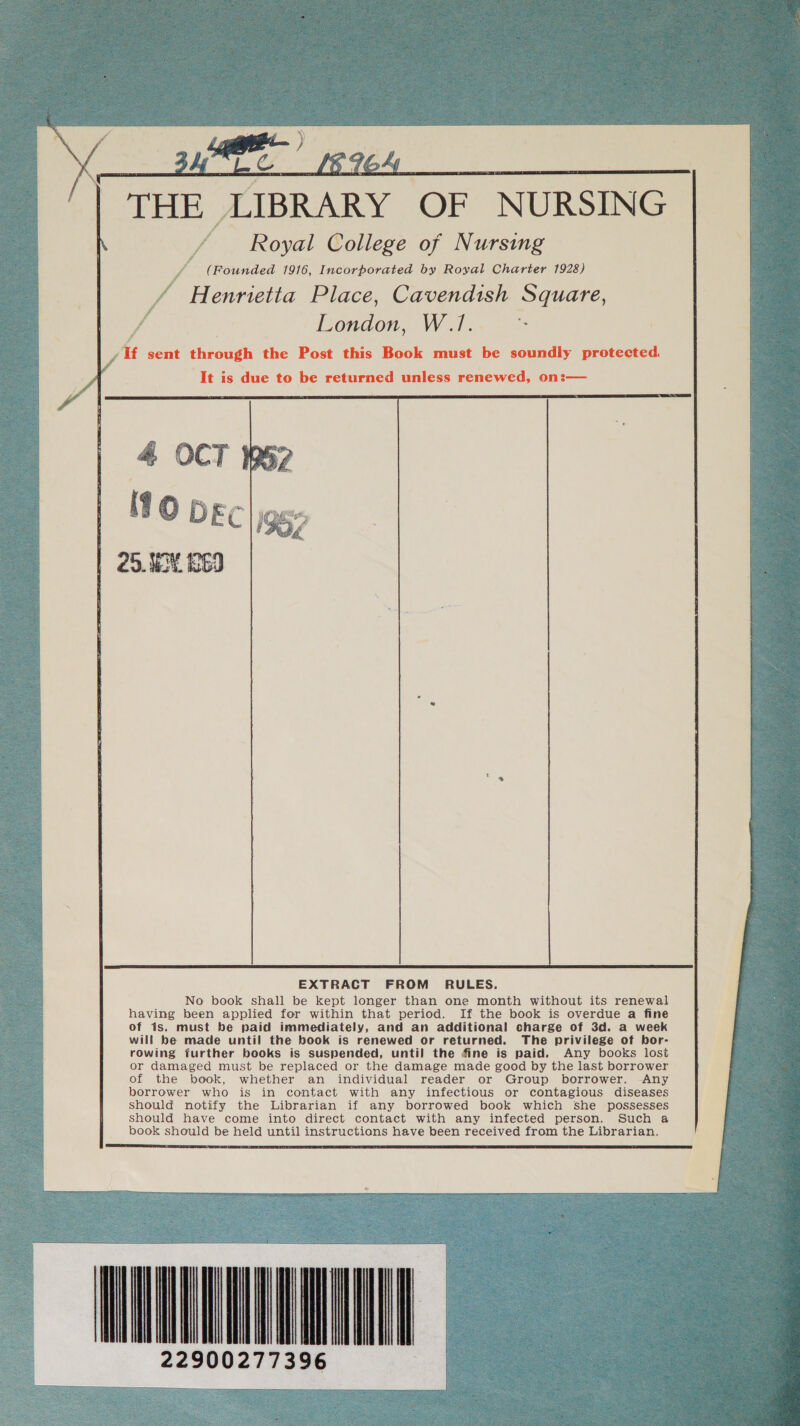 34 LC 18964
THE LIBRARY OF NURSING
Royal College of Nursing
(Founded 1916, Incorporated by Royal Charter 1928)
Henrietta Place, Cavendish Square,
London, W.1.
If sent through the Post this Book must be soundly protected.
It is due to be returned unless renewed, on:—
4 OCT 1952
10 DEC 1952
25.
EXTRACT FROM RULES.
No book shall be kept longer than one month without its renewal
having been applied for within that period. If the book is overdue a fine
of 1s. must be paid immediately, and an additional charge of 3d. a week
will be made until the book is renewed or returned. The privilege of bor-
rowing further books is suspended, until the fine is paid. Any books lost
or damaged must be replaced or the damage made good by the last borrower
of the book, whether an individual reader or Group borrower. Any
borrower who is in contact with any infectious or contagious diseases
should notify the Librarian if any borrowed book which she possesses
should have come into direct contact with any infected person. Such a
book should be held until instructions have been received from the Librarian.
22900277396